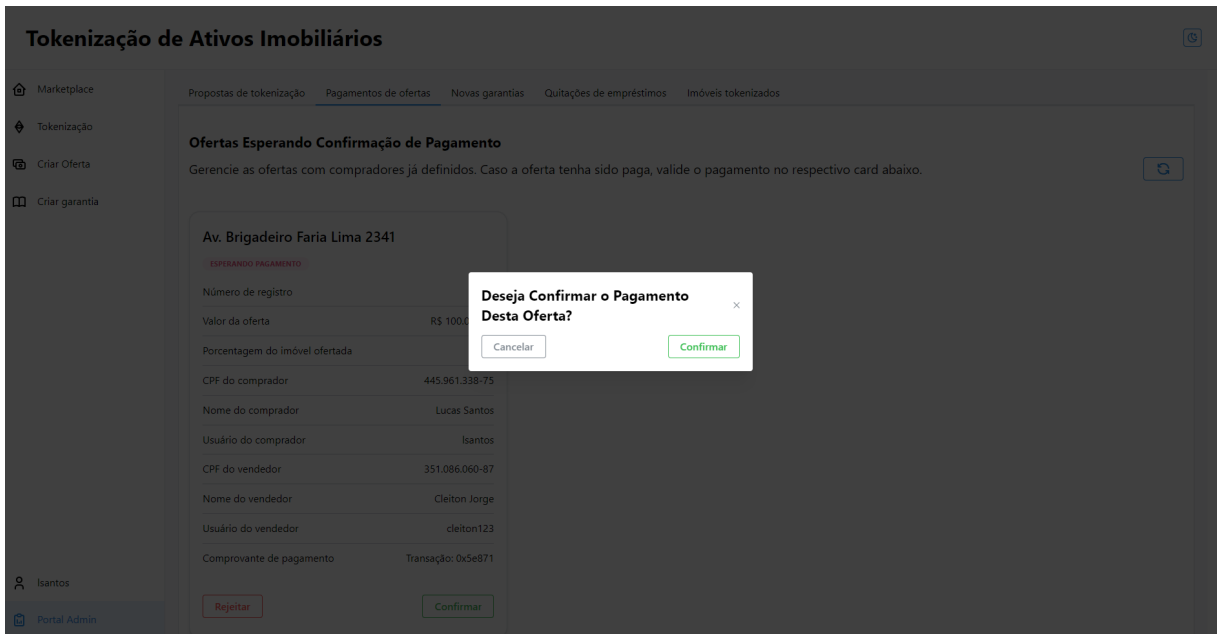 Tokenização de Ativos Imobiliários
Marketplace
Tokenização
Criar Oferta
Criar garantia
Propostas de tokenização Pagamentos de ofertas Novas garantias Quitações de empréstimos Imóveis tokenizados
Ofertas Esperando Confirmação de Pagamento
Gerencie as ofertas com compradores já definidos. Caso a oferta tenha sido paga, valide o pagamento no respectivo card abaixo.
Av. Brigadeiro Faria Lima 2341
ESPERANDO PAGAMENTO
Número de registro
Valor da oferta R$ 100.
Porcentagem do imóvel ofertada
CPF do comprador 445.961.338-75
Nome do comprador Lucas Santos
Usuário do comprador lsantos
CPF do vendedor 351.086.060-87
Nome do vendedor Cleiton Jorge
Usuário do vendedor cleiton123
Comprovante de pagamento Transação: 0x5e871
Rejeitar Confirmar
Deseja Confirmar o Pagamento
Desta Oferta?
Cancelar Confirmar
lsantos
Portal Admin